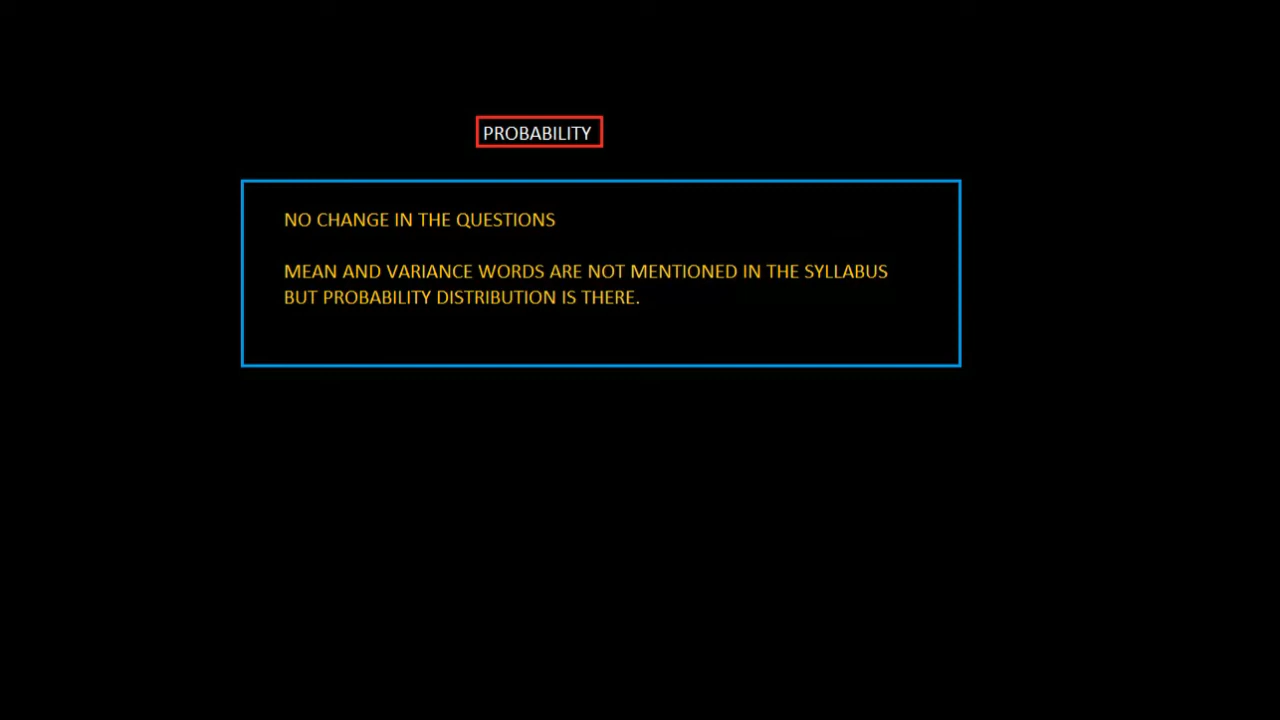 PROBABILITY
NO CHANGE IN THE QUESTIONS
MEAN AND VARIANCE WORDS ARE NOT MENTIONED IN THE SYLLABUS
BUT PROBABILITY DISTRIBUTION IS THERE.